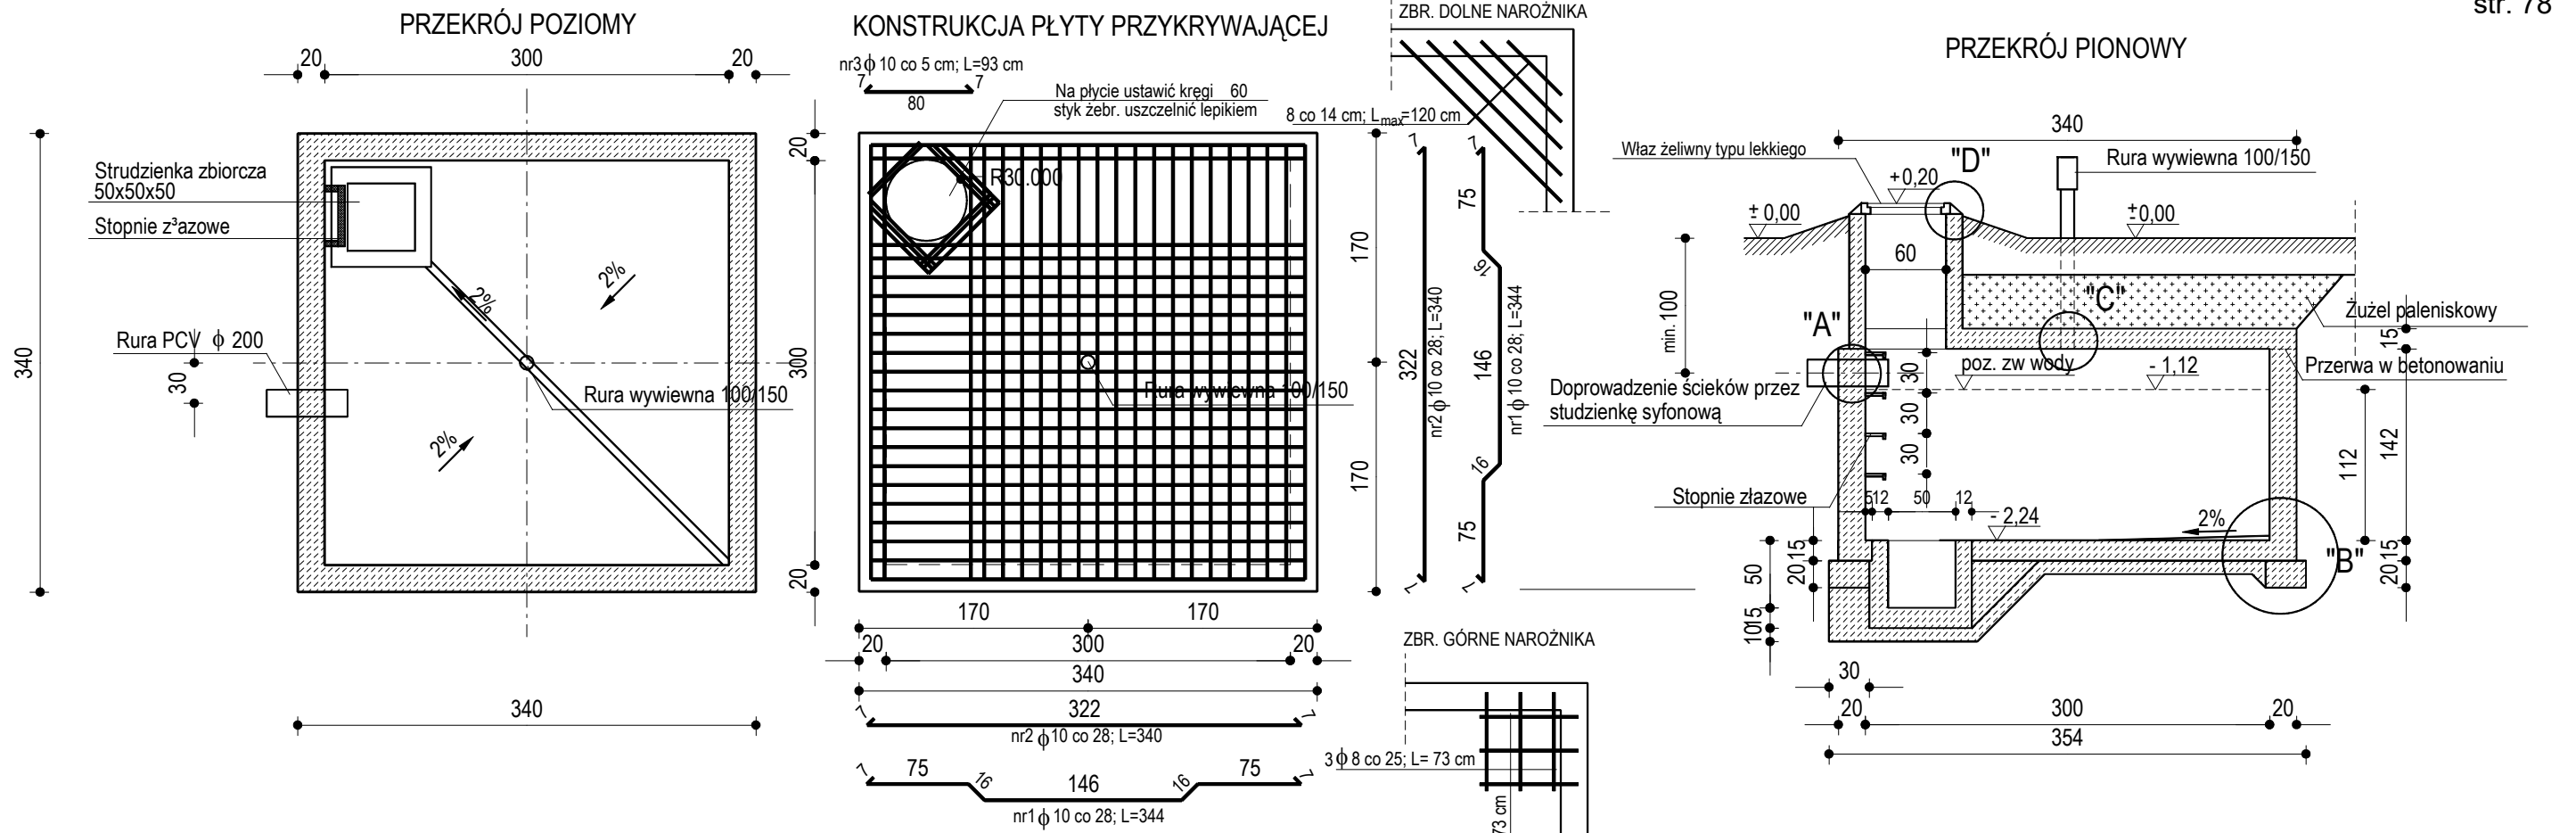 str. 78
PRZEKRÓJ POZIOMY
20
300
20
340
Strudzienka zbiorcza
50x50x50
Stopnie z³azowe
Rura PCV ϕ 200
30
2%
2%
2%
Rura wywiewna 100/150
20
300
20
340
KONSTRUKCJA PŁYTY PRZYKRYWAJĄCEJ
nr3 ϕ 10 co 5 cm; L=93 cm
7
7
80
Na płycie ustawić kręgi 60
styk żebr. uszczelnić lepikiem
R30.000
Rura wywiewna 100/150
170
170
170
170
20
300
20
340
7
322
7
nr2 ϕ 10 co 28; L=340
7
75
16
146
16
75
7
nr1 ϕ 10 co 28; L=344
7
322
7
nr2 ϕ 10 co 28; L=340
7
75
16
146
16
75
7
nr1 ϕ 10 co 28; L=344
ZBR. DOLNE NAROŻNIKA
8 co 14 cm; Lmax=120 cm
ZBR. GÓRNE NAROŻNIKA
3 ϕ 8 co 25; L= 73 cm
73 cm
PRZEKRÓJ PIONOWY
340
Właz żeliwny typu lekkiego
"D"
Rura wywiewna 100/150
+0,20
± 0,00
±0,00
60
min. 100
"A"
"C"
Żużel paleniskowy
15
poz. zw wody
- 1,12
Przerwa w betonowaniu
Doprowadzenie ścieków przez
studzienkę syfonową
30
30
30
112
142
Stopnie złazowe
5
12
50
12
- 2,24
2%
"B"
15
20
50
15
10
15
20
30
20
300
20
354